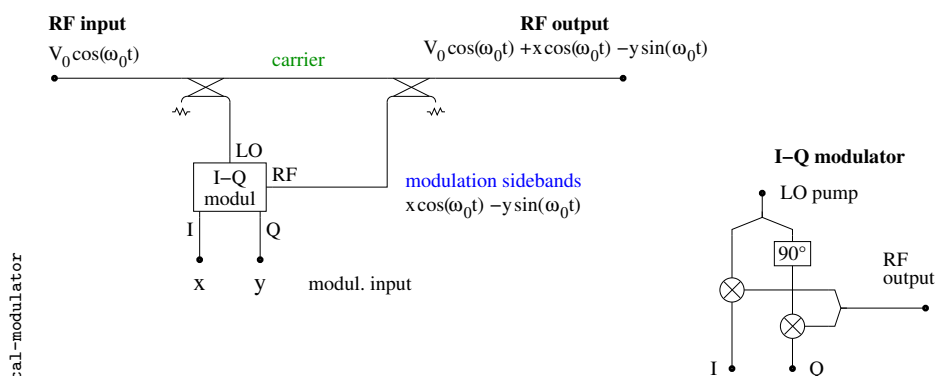 RF input
V₀cos(ω₀t)
carrier
RF output
V₀cos(ω₀t) +xcos(ω₀t) −ysin(ω₀t)
LO
I−Q
modul
RF
I
Q
x
y
modul. input
modulation sidebands
xcos(ω₀t) −ysin(ω₀t)
I−Q modulator
LO pump
90°
RF
output
I
Q
cal−modulator